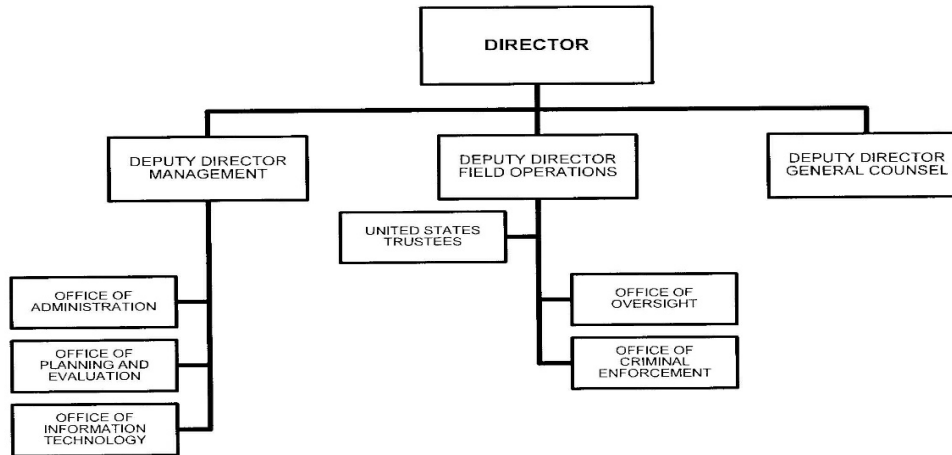 DIRECTOR
DEPUTY DIRECTOR
MANAGEMENT
DEPUTY DIRECTOR
FIELD OPERATIONS
DEPUTY DIRECTOR
GENERAL COUNSEL
UNITED STATES
TRUSTEES
OFFICE OF
ADMINISTRATION
OFFICE OF
PLANNING AND
EVALUATION
OFFICE OF
INFORMATION
TECHNOLOGY
OFFICE OF
OVERSIGHT
OFFICE OF
CRIMINAL
ENFORCEMENT